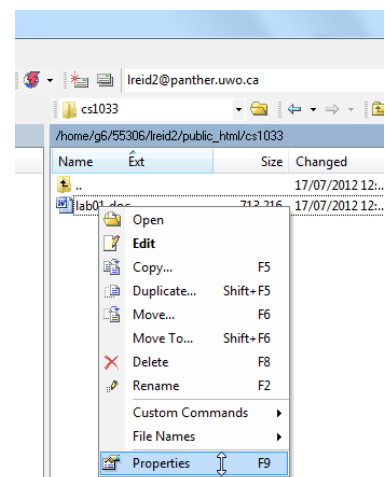 lreid2@panther.uwo.ca
cs1033
/home/g6/55306/lreid2/public_html/cs1033
Name Ext Size Changed
.. 17/07/2012 12:..
lab01.doc 713,216 17/07/2012 12:..
Open
Edit
Copy... F5
Duplicate... Shift+F5
Move... F6
Move To... Shift+F6
Delete F8
Rename F2
Custom Commands
File Names
Properties F9